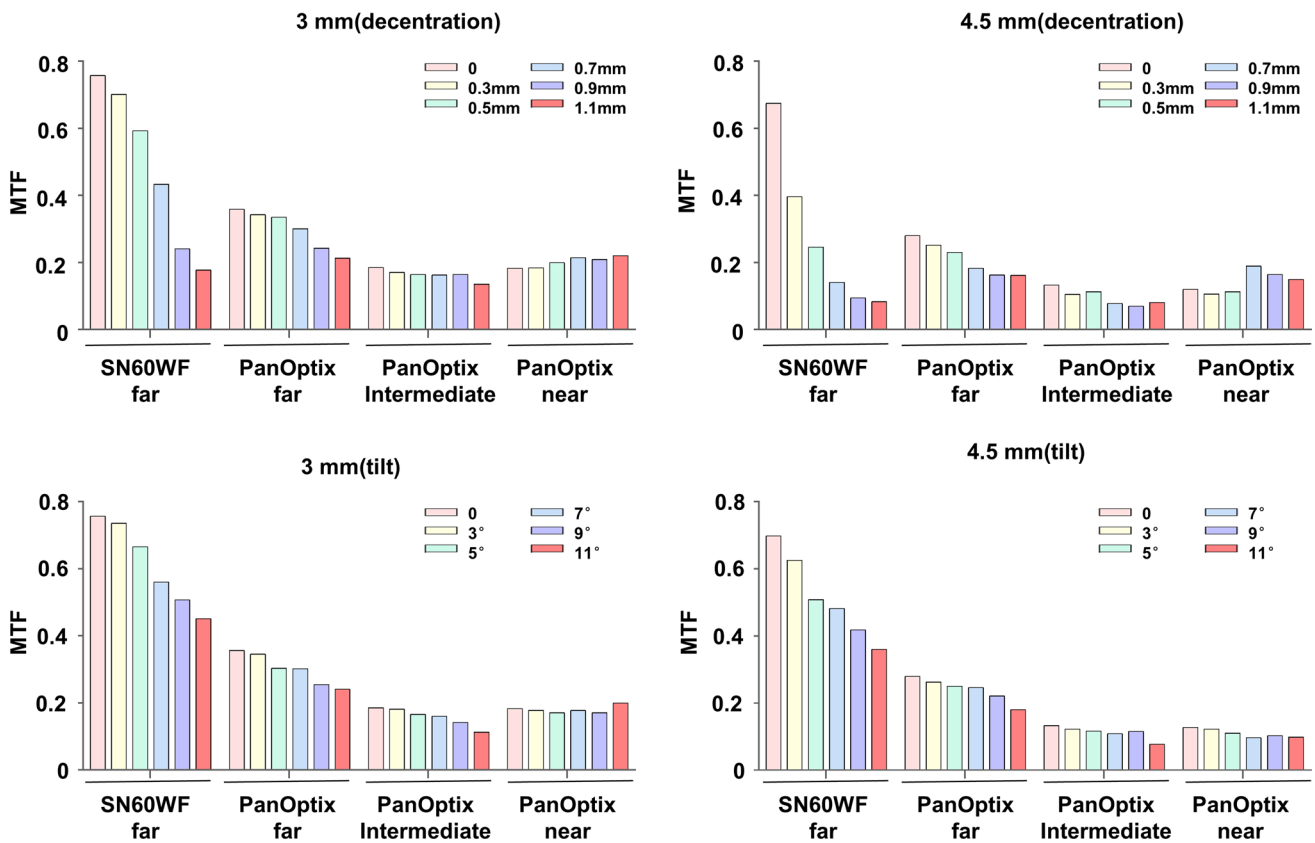 3 mm(decentration)
MTF
0.8
0.6
0.4
0.2
0
0
0.3mm
0.5mm
0.7mm
0.9mm
1.1mm
SN60WF
far
PanOptix
far
PanOptix
Intermediate
PanOptix
near
4.5 mm(decentration)
MTF
0.8
0.6
0.4
0.2
0
0
0.3mm
0.5mm
0.7mm
0.9mm
1.1mm
SN60WF
far
PanOptix
far
PanOptix
Intermediate
PanOptix
near
3 mm(tilt)
MTF
0.8
0.6
0.4
0.2
0
0
3°
5°
7°
9°
11°
SN60WF
far
PanOptix
far
PanOptix
Intermediate
PanOptix
near
4.5 mm(tilt)
MTF
0.8
0.6
0.4
0.2
0
0
3°
5°
7°
9°
11°
SN60WF
far
PanOptix
far
PanOptix
Intermediate
PanOptix
near